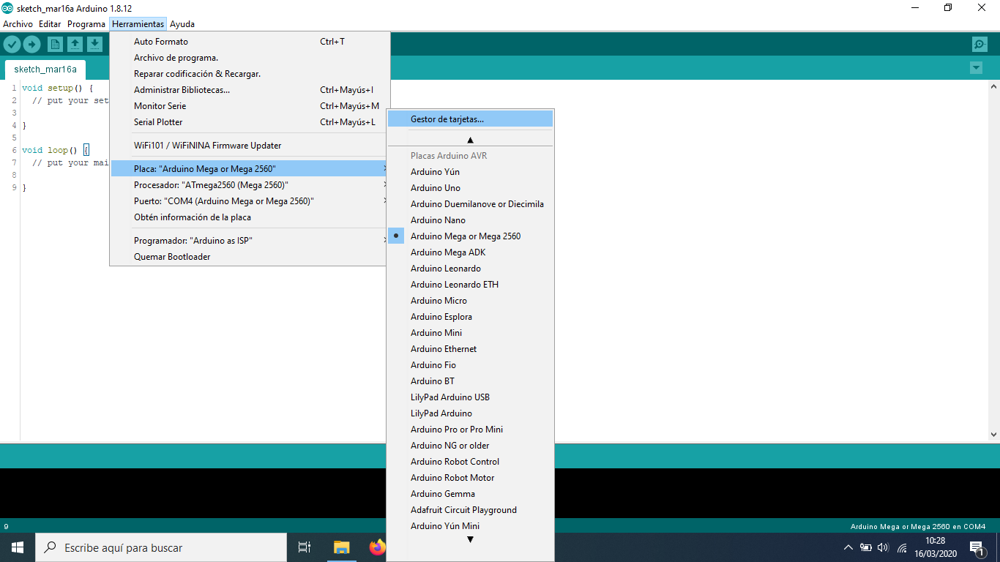 sketch_mar16a Arduino 1.8.12
Archivo Editar Programa Herramientas Ayuda
sketch_mar16a
1 void setup() {
2 // put your set
3
4 }
5
6 void loop() {
7 // put your mai
8
9 }
Auto Formato Ctrl+T
Archivo de programa.
Reparar codificación & Recargar.
Administrar Bibliotecas... Ctrl+Mayús+I
Monitor Serie Ctrl+Mayús+M
Serial Plotter Ctrl+Mayús+L
WiFi101 / WiFiNINA Firmware Updater
Placa: "Arduino Mega or Mega 2560"
Procesador: "ATmega2560 (Mega 2560)"
Puerto: "COM4 (Arduino Mega or Mega 2560)"
Obtén información de la placa
Programador: "Arduino as ISP"
Quemar Bootloader
Gestor de tarjetas...
Placas Arduino AVR
Arduino Yún
Arduino Uno
Arduino Duemilanove or Diecimila
Arduino Nano
Arduino Mega or Mega 2560
Arduino Mega ADK
Arduino Leonardo
Arduino Leonardo ETH
Arduino Micro
Arduino Esplora
Arduino Mini
Arduino Ethernet
Arduino Fio
Arduino BT
LilyPad Arduino USB
LilyPad Arduino
Arduino Pro or Pro Mini
Arduino NG or older
Arduino Robot Control
Arduino Robot Motor
Arduino Gemma
Adafruit Circuit Playground
Arduino Yún Mini
9 Arduino Mega or Mega 2560 en COM4
Escribe aquí para buscar
10:28
16/03/2020
1